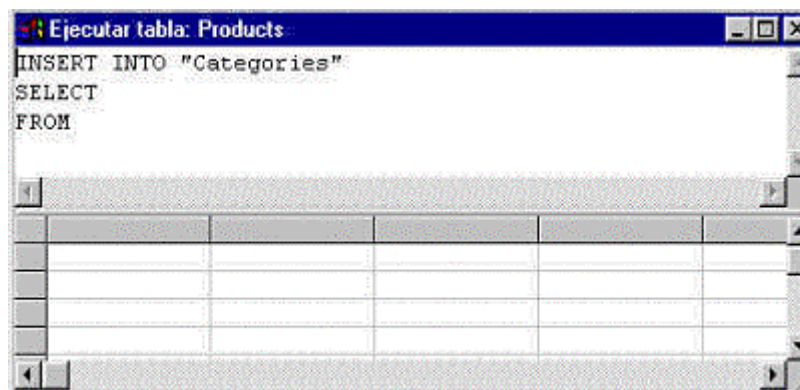 Ejecutar tabla: Products
INSERT INTO "Categories"
SELECT
FROM